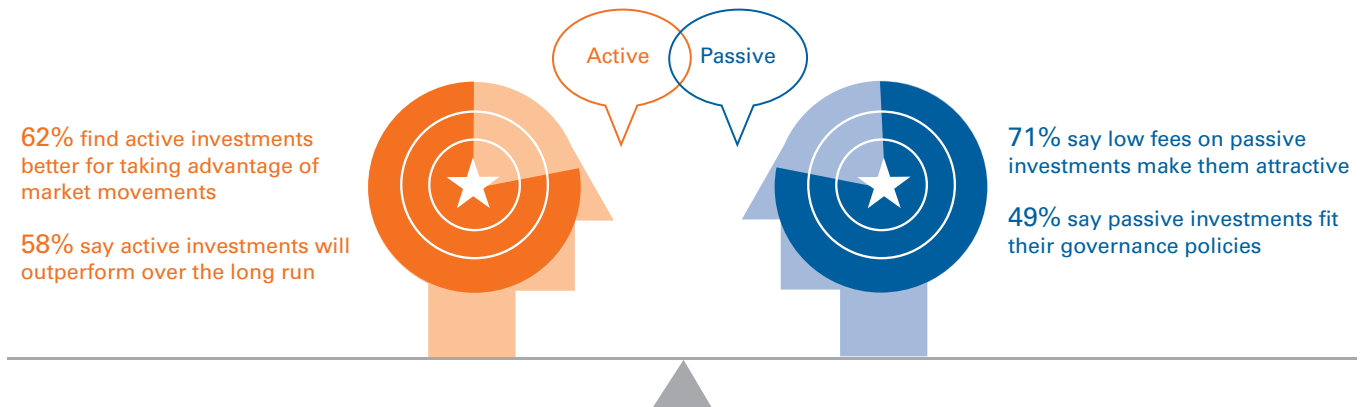 Active
Passive
62% find active investments
better for taking advantage of
market movements
58% say active investments will
outperform over the long run
71% say low fees on passive
investments make them attractive
49% say passive investments fit
their governance policies